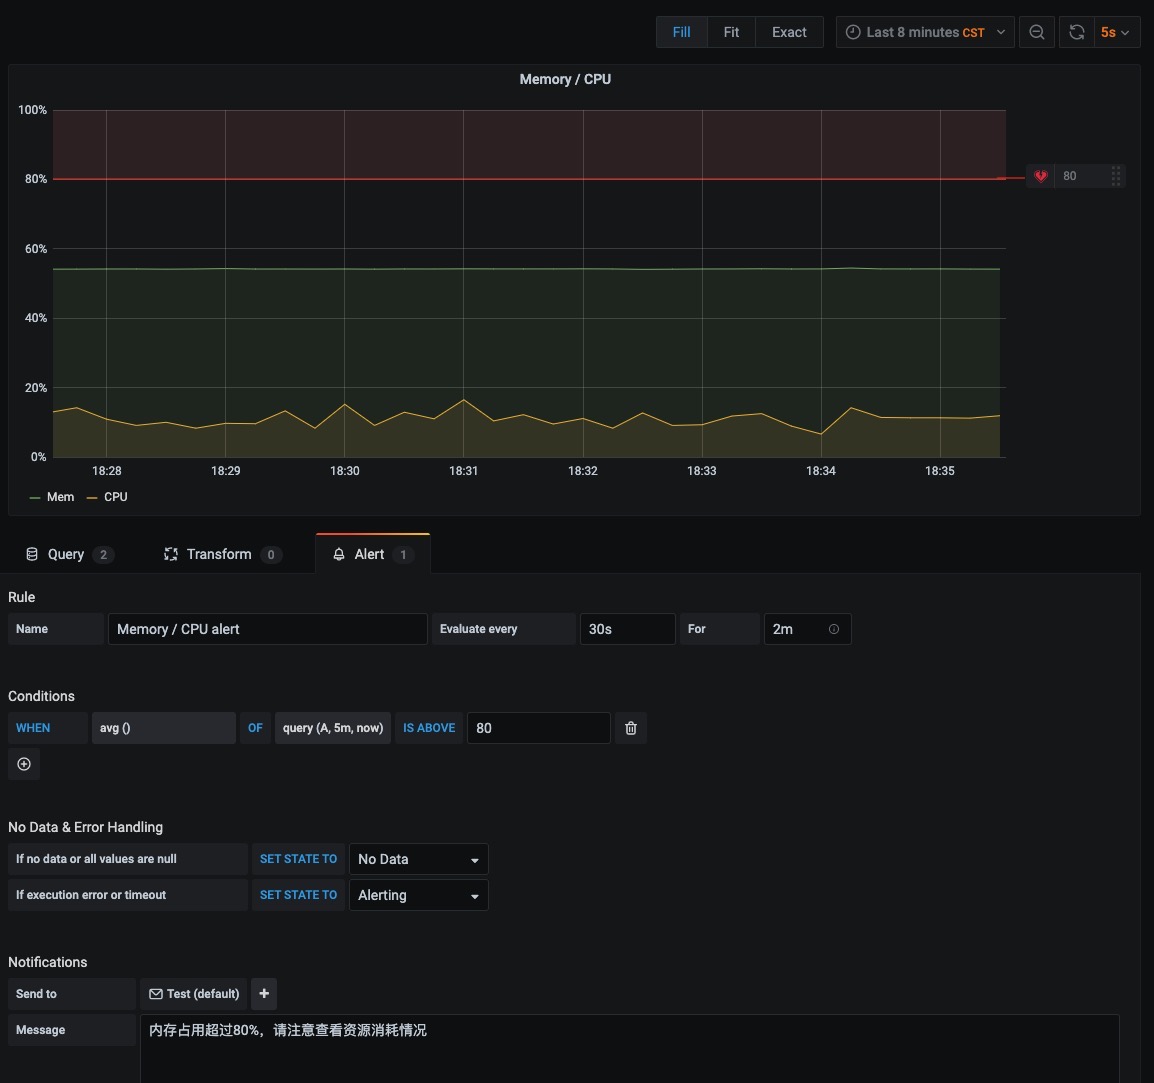 Fill Fit Exact Last 8 minutes CST 5s
Memory / CPU
100%
80% 80
60%
40%
20%
0%
18:28 18:29 18:30 18:31 18:32 18:33 18:34 18:35
Mem CPU
Query 2 Transform 0 Alert 1
Rule
Name Memory / CPU alert Evaluate every 30s For 2m
Conditions
WHEN avg () OF query (A, 5m, now) IS ABOVE 80
No Data & Error Handling
If no data or all values are null SET STATE TO No Data
If execution error or timeout SET STATE TO Alerting
Notifications
Send to Test (default)
Message 内存占用超过80%，请注意查看资源消耗情况